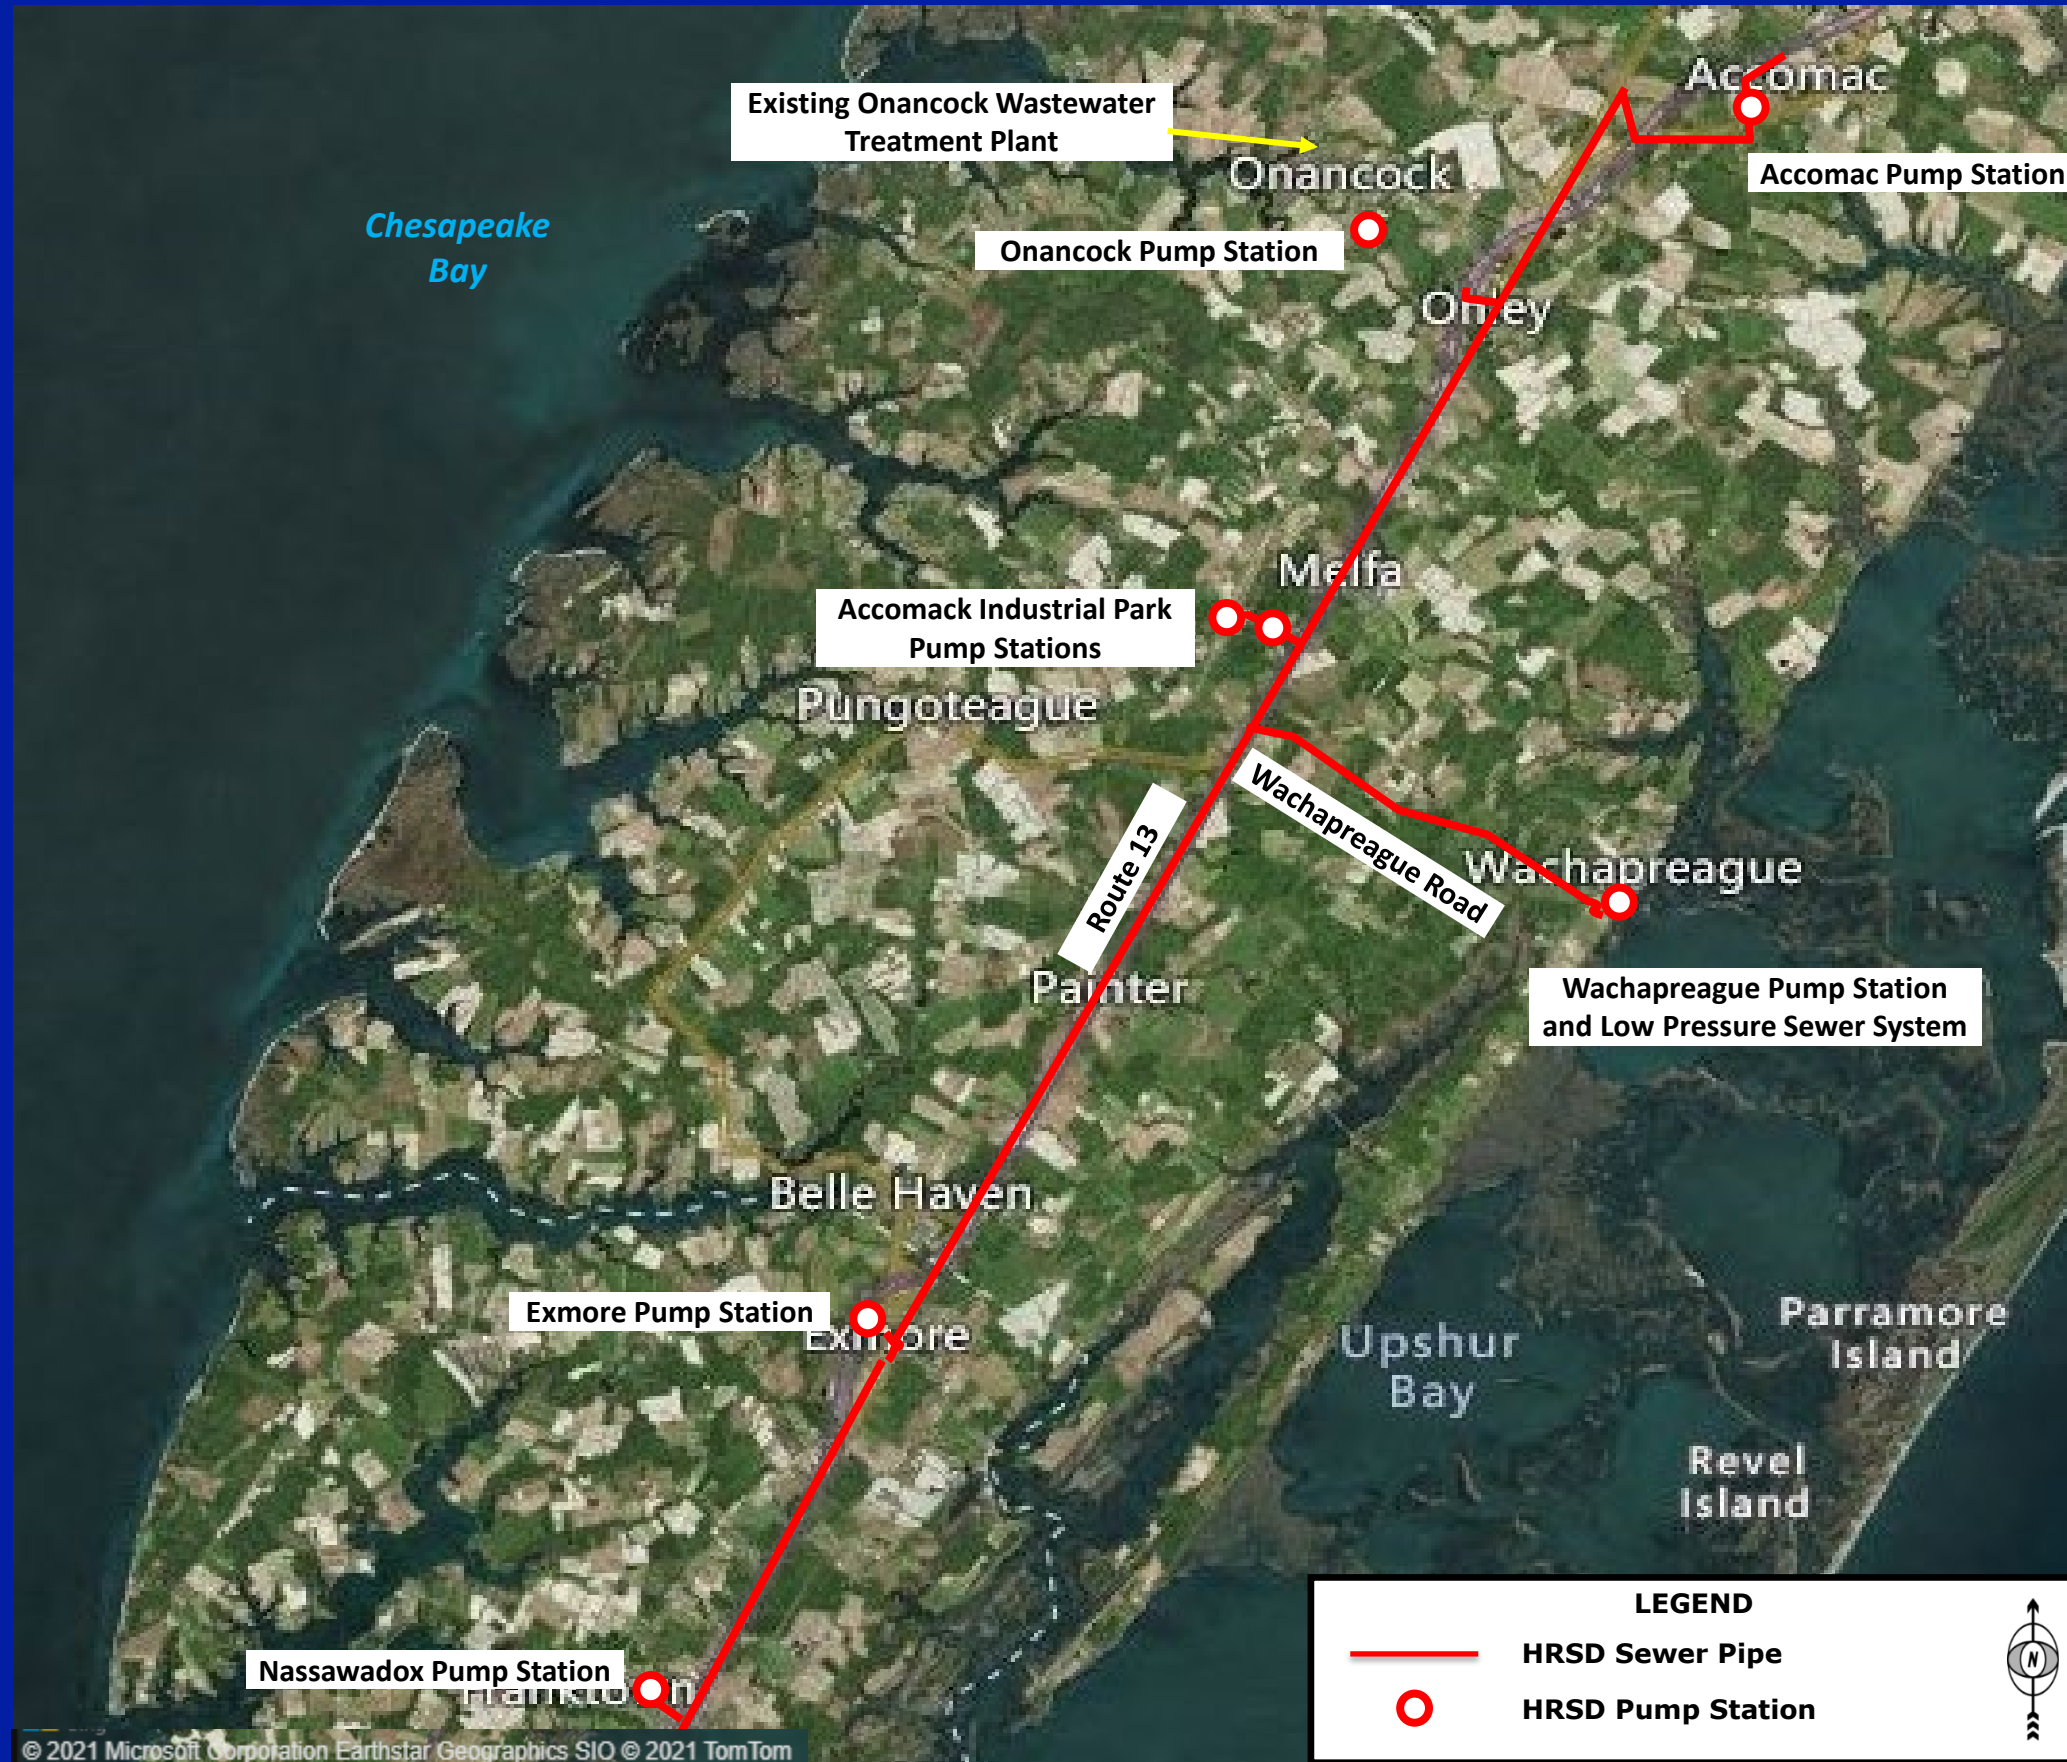 Accomac
Existing Onancock Wastewater
Treatment Plant
Onancock
Accomac Pump Station
Chesapeake
Bay
Onancock Pump Station
Onley
Melfa
Accomack Industrial Park
Pump Stations
Pungoteague
Wachapreague Road
Route 13
Wachapreague
Painter
Wachapreague Pump Station
and Low Pressure Sewer System
Belle Haven
Exmore Pump Station
Exmore
Upshur
Bay
Parramore
Island
Revel
Island
LEGEND
HRSD Sewer Pipe
N
HRSD Pump Station
Nassawadox Pump Station
Franktown
© 2021 Microsoft Corporation Earthstar Geographics SIO © 2021 TomTom